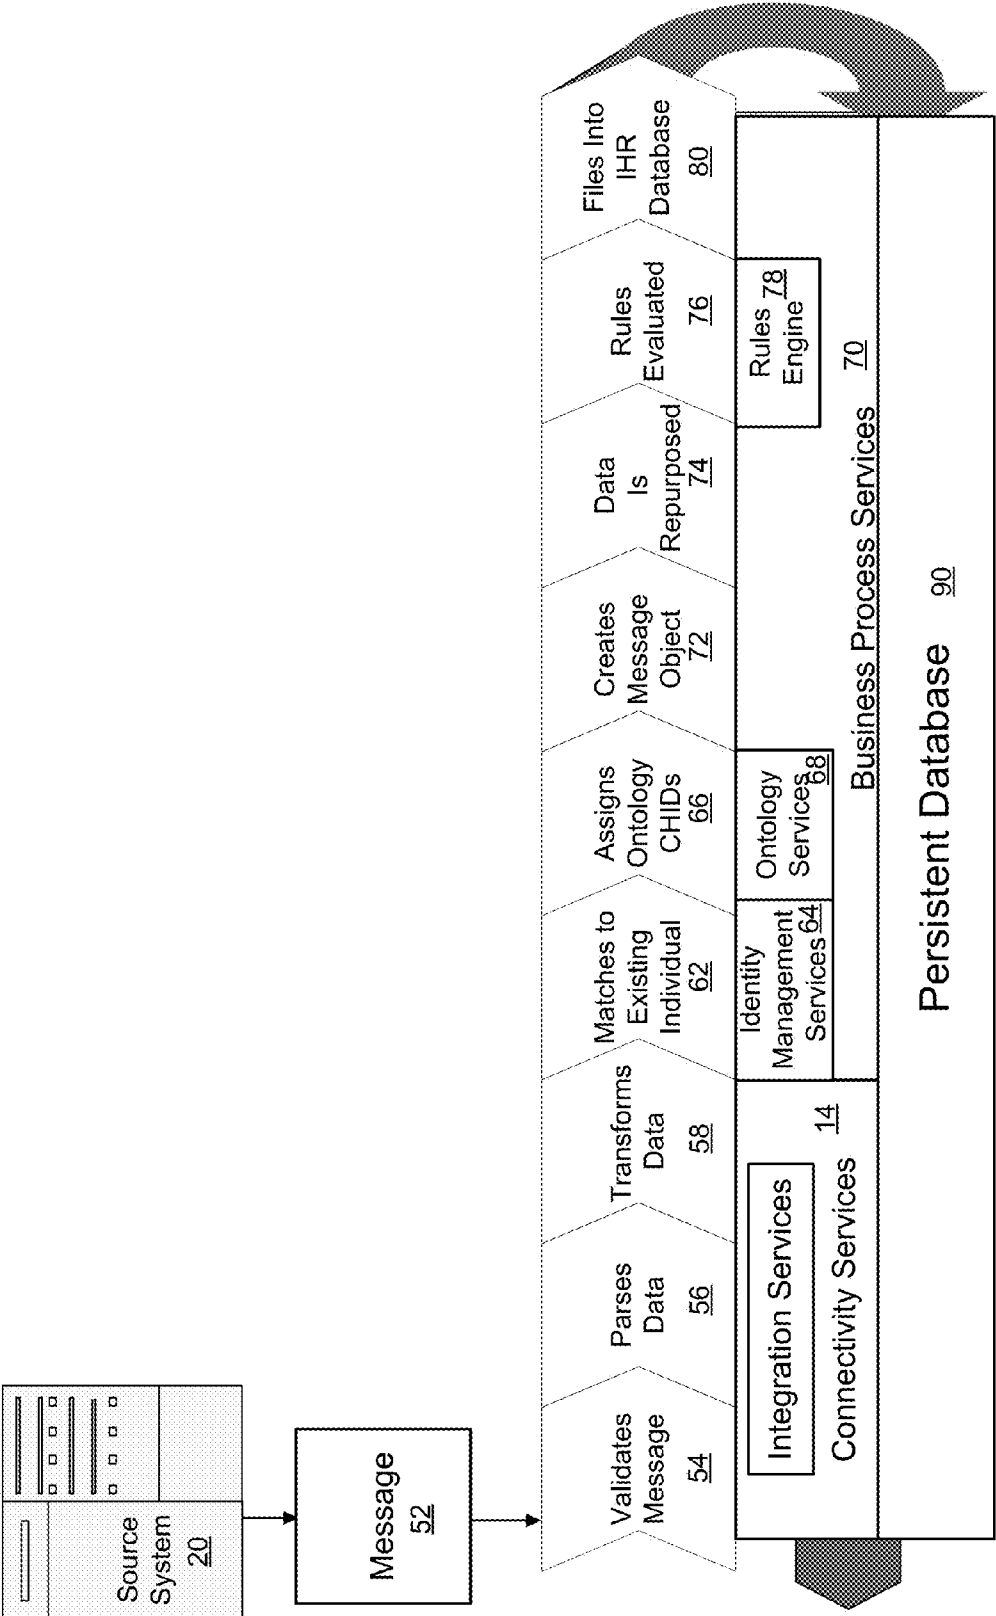 Source
System
20
Message
52
Validates
Message
54
Parses
Data
56
Transforms
Data
58
Matches to
Existing
Individual
62
Assigns
Ontology
CHIDs
66
Creates
Message
Object
72
Data
Is
Repurposed
74
Rules
Evaluated
76
Files Into
IHR
Database
80
Integration Services
Connectivity Services
14
Identity
Management
Services
64
Ontology
Services
68
Rules
Engine
78
Business Process Services 70
Persistent Database 90